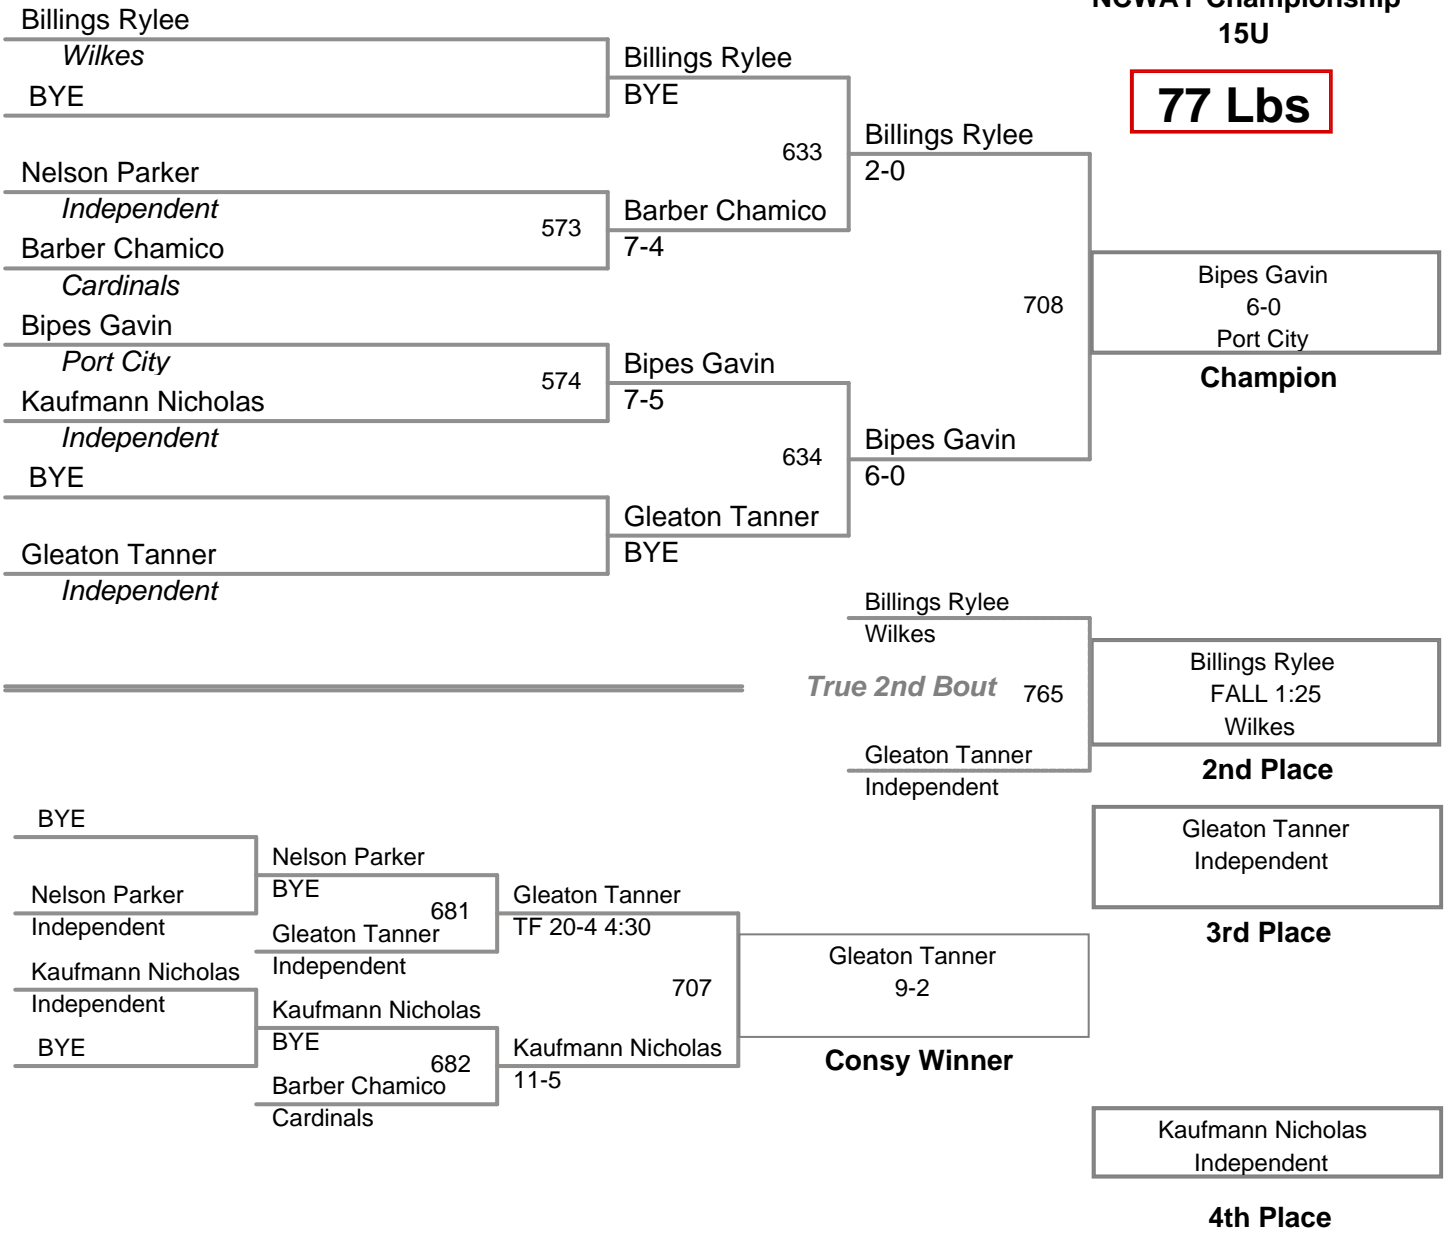 NCWAY Championship
15U
77 Lbs
Billings Rylee
Wilkes
BYE
Nelson Parker
Independent
Barber Chamico
Cardinals
Bipes Gavin
Port City
Kaufmann Nicholas
Independent
BYE
Gleaton Tanner
Independent
573
574
Billings Rylee
BYE
Barber Chamico
7-4
Bipes Gavin
7-5
Gleaton Tanner
BYE
633
634
Billings Rylee
2-0
Bipes Gavin
6-0
708
Bipes Gavin
6-0
Port City
Champion
Billings Rylee
Wilkes
True 2nd Bout 765
Gleaton Tanner
Independent
Billings Rylee
FALL 1:25
Wilkes
2nd Place
Gleaton Tanner
Independent
3rd Place
BYE
Nelson Parker
Independent
Kaufmann Nicholas
Independent
BYE
Nelson Parker
BYE
681
Gleaton Tanner
Independent
Kaufmann Nicholas
BYE
682
Barber Chamico
Cardinals
Gleaton Tanner
TF 20-4 4:30
707
Kaufmann Nicholas
11-5
Gleaton Tanner
9-2
Consy Winner
Kaufmann Nicholas
Independent
4th Place